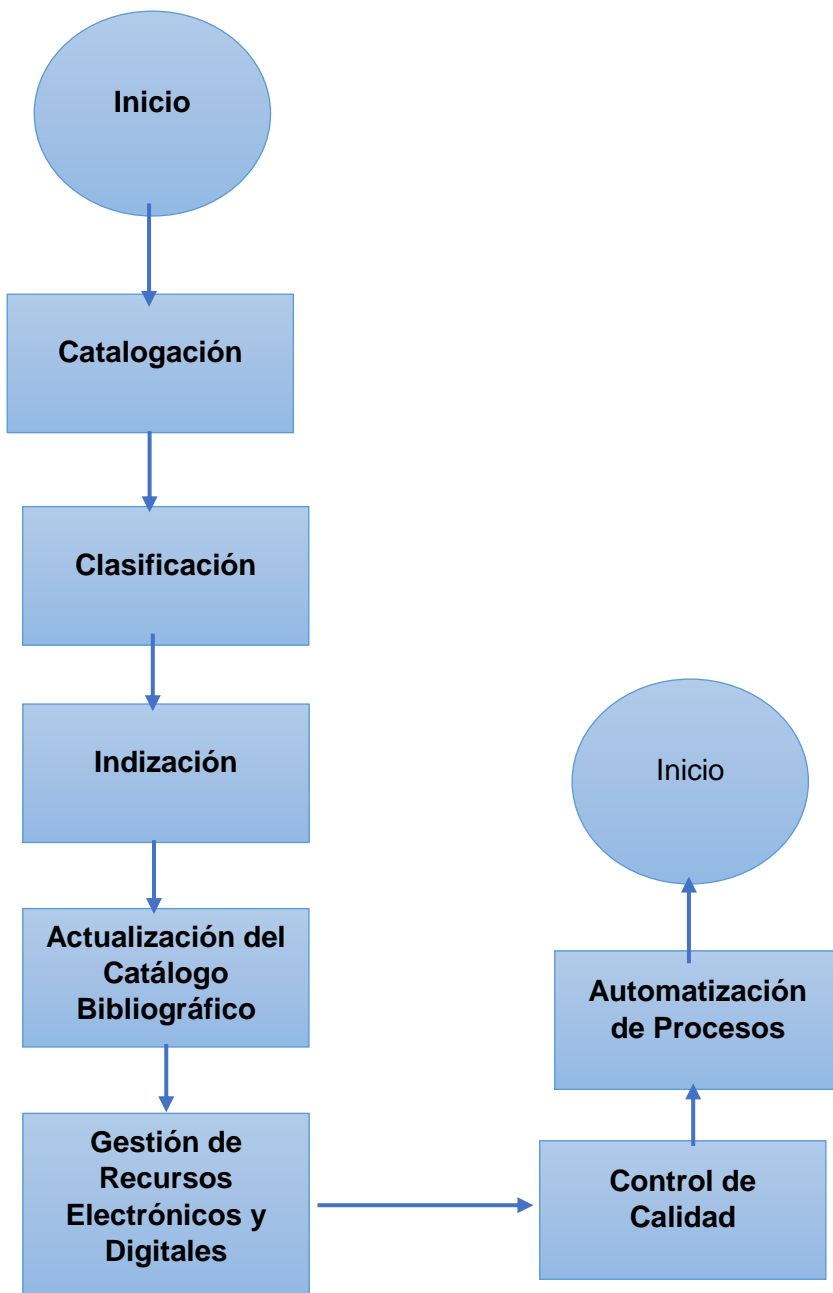 Inicio
Catalogación
Clasificación
Indización
Actualización del
Catálogo
Bibliográfico
Gestión de
Recursos
Electrónicos y
Digitales
Control de
Calidad
Automatización
de Procesos
Inicio